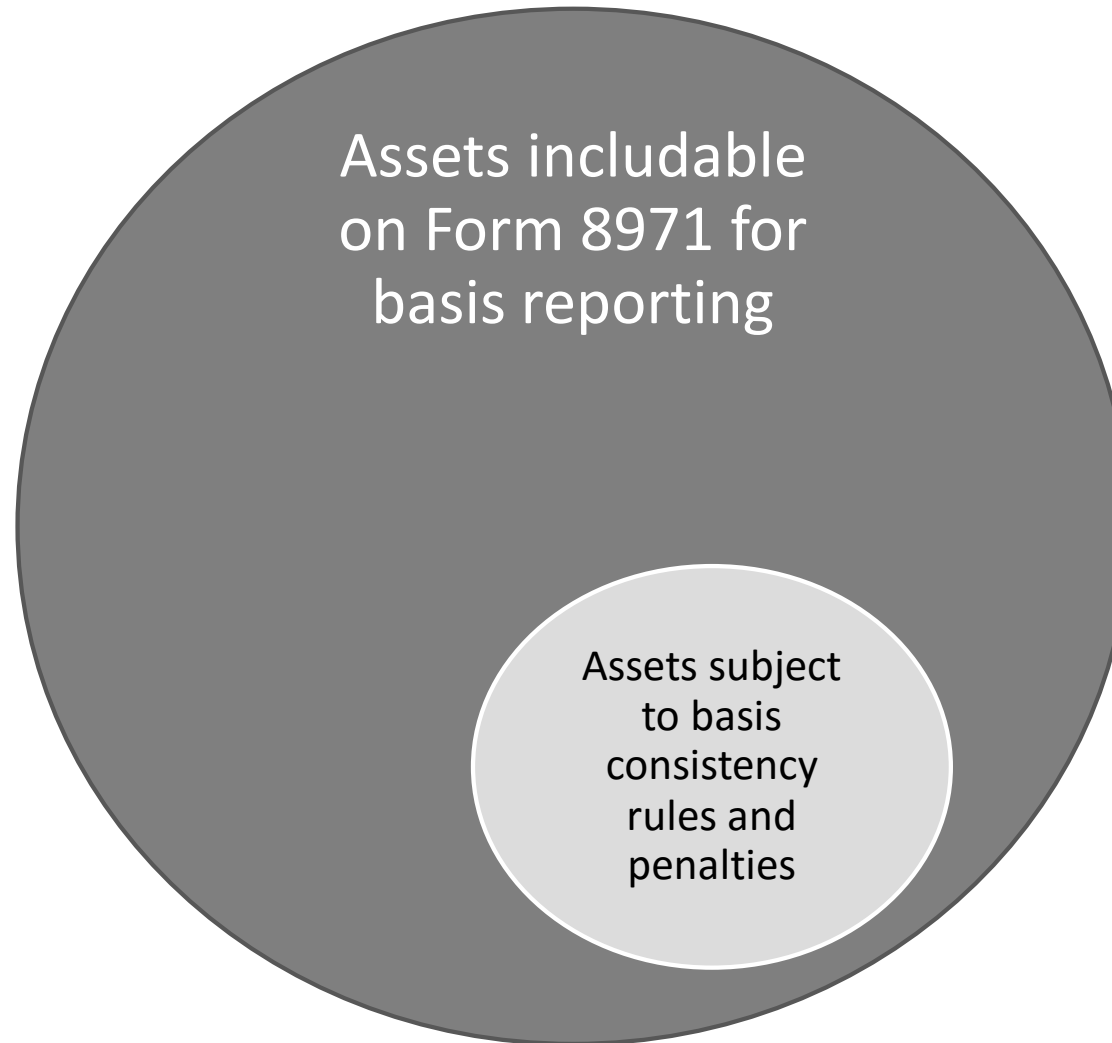 Assets includable
on Form 8971 for
basis reporting
Assets subject
to basis
consistency
rules and
penalties